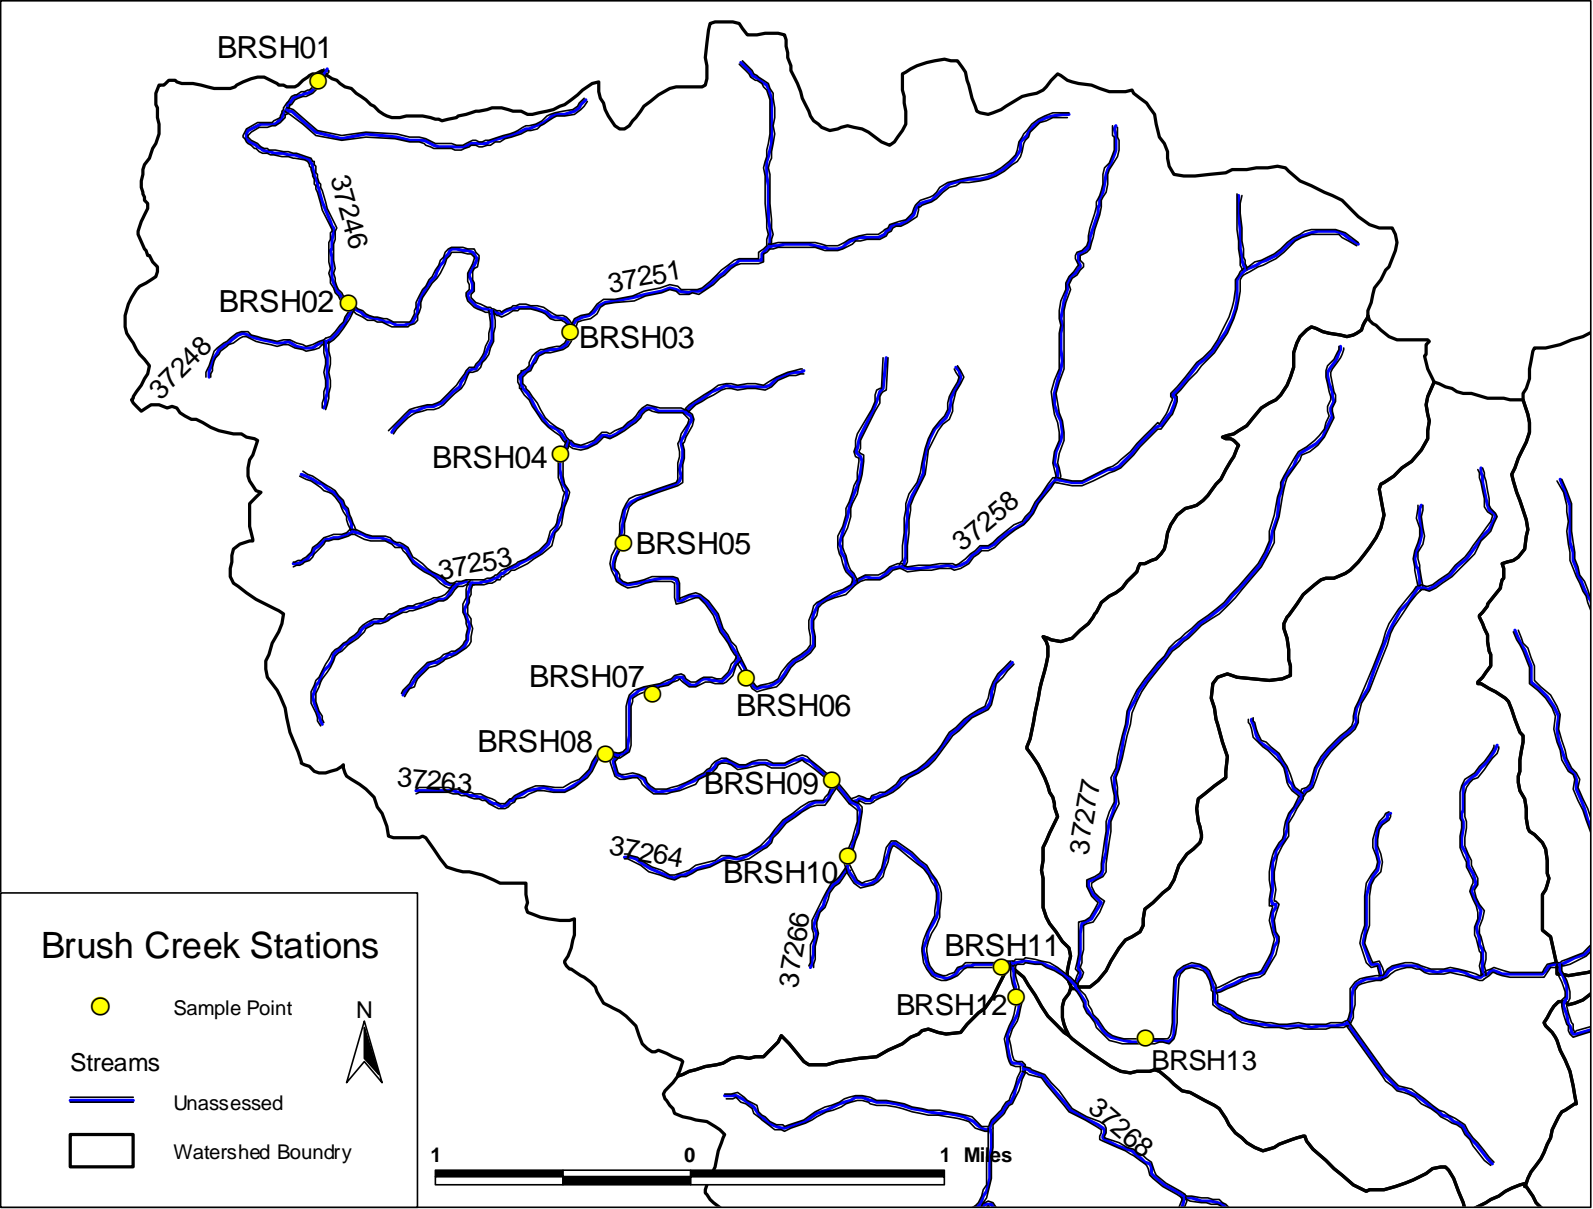 BRSH01
37246
37251
BRSH02
BRSH03
37248
BRSH04
37258
BRSH05
37253
BRSH07
BRSH06
BRSH08
37263
BRSH09
37277
37264
BRSH10
37266
BRSH11
BRSH12
BRSH13
37268
Brush Creek Stations
Sample Point
N
Streams
Unassessed
Watershed Boundry
1 0 1 Miles